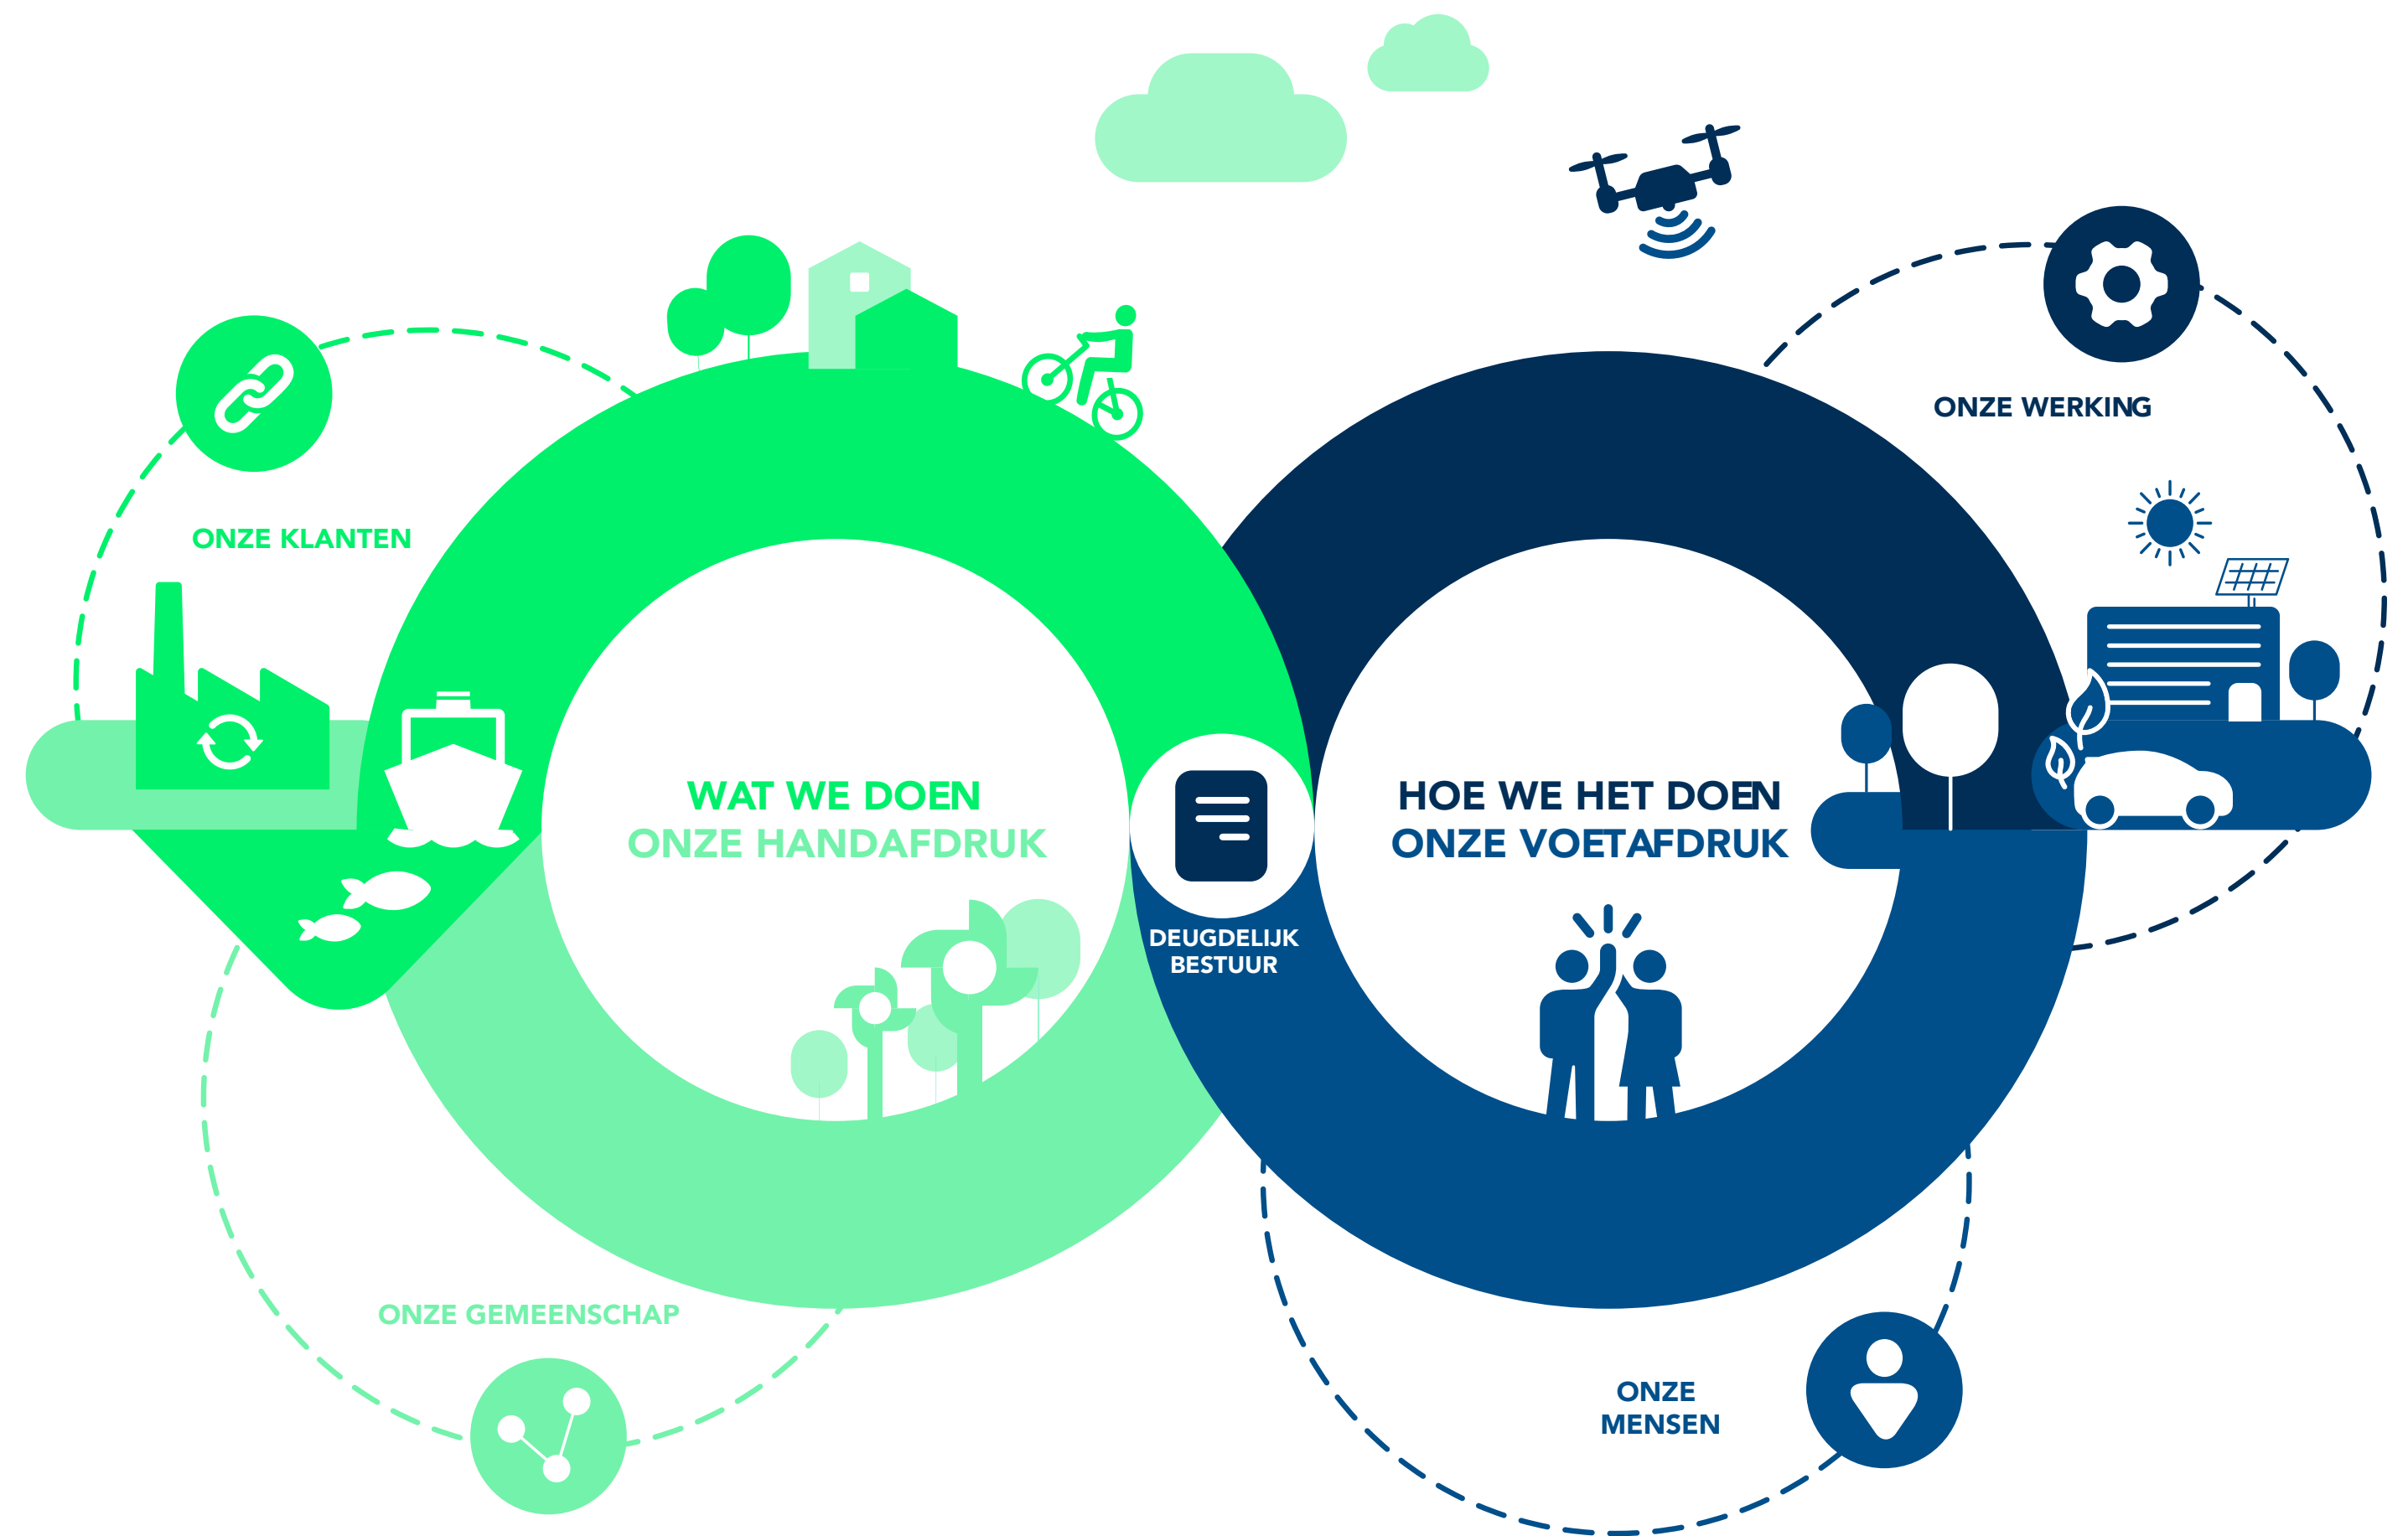 ONZE WERKING
ONZE KLANTEN
WAT WE DOEN
ONZE HANDAFDRUK
HOE WE HET DOEN
ONZE VOETAFDRUK
DEUGDELIJK
BESTUUR
ONZE GEMEENSCHAP
ONZE
MENSEN